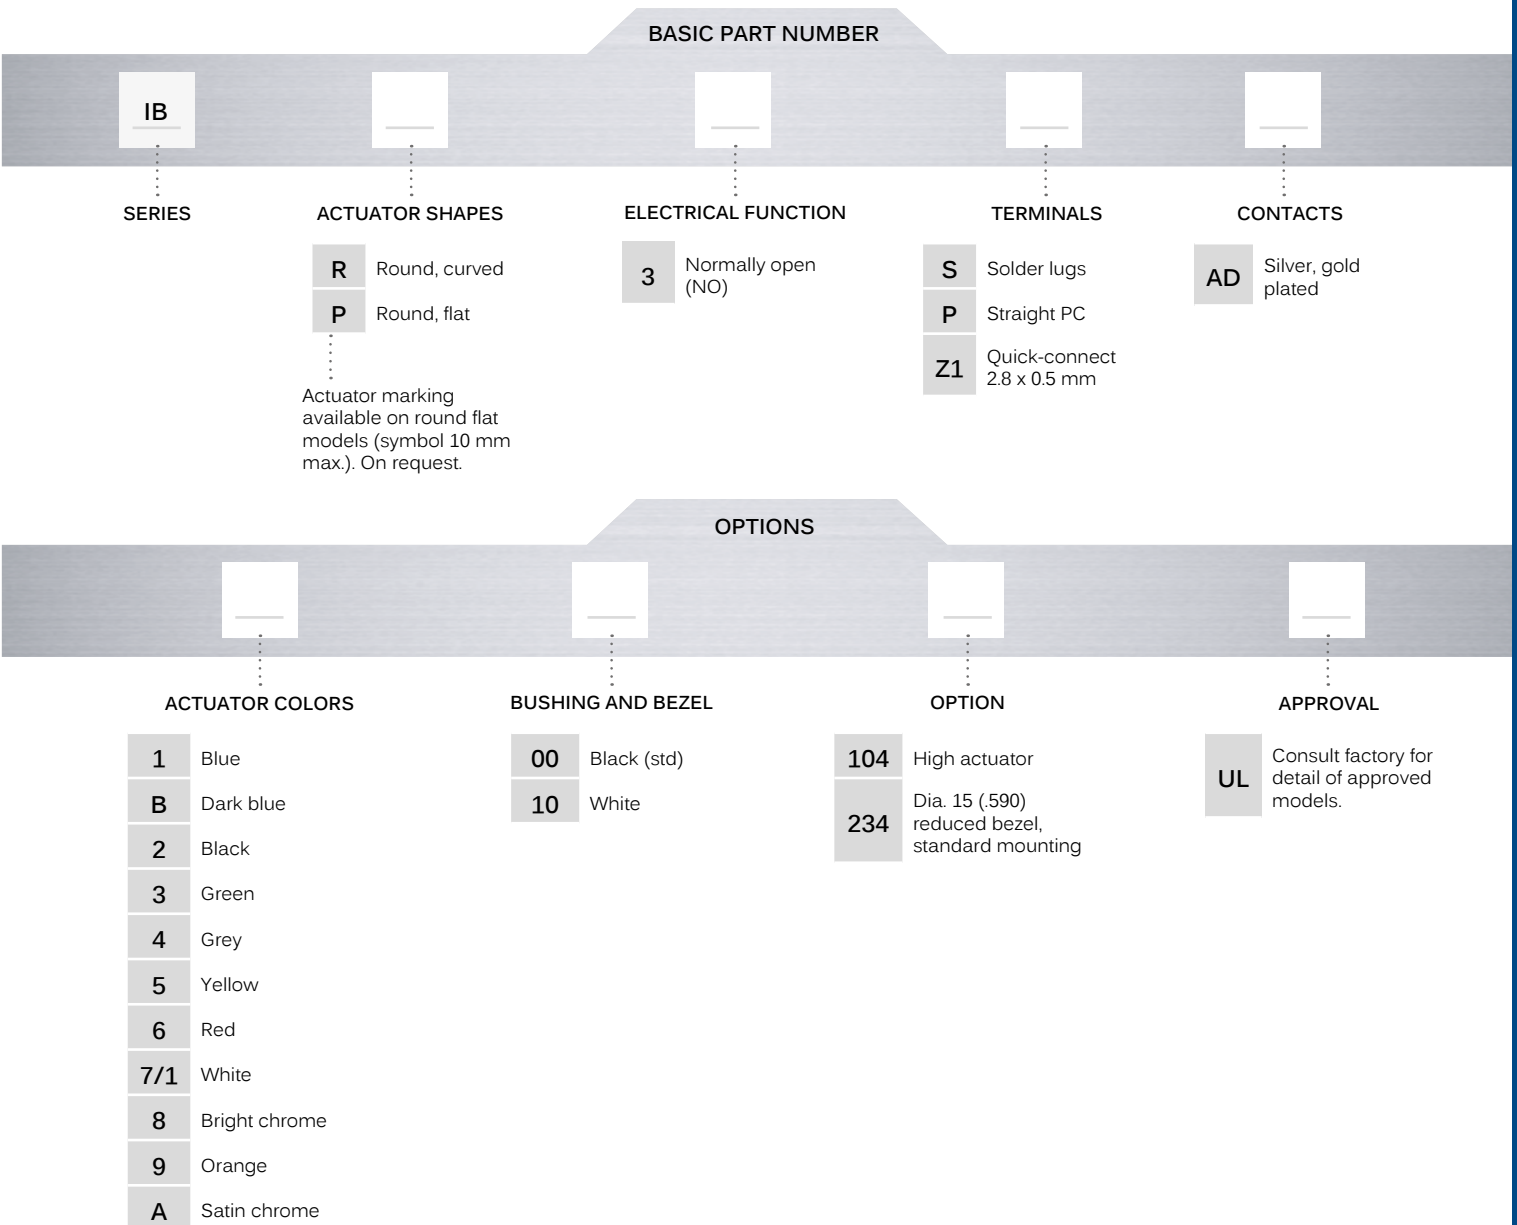 BASIC PART NUMBER
IB
SERIES
ACTUATOR SHAPES
R Round, curved
P Round, flat
Actuator marking
available on round flat
models (symbol 10 mm
max.). On request.
ELECTRICAL FUNCTION
3 Normally open
(NO)
TERMINALS
S Solder lugs
P Straight PC
Z1 Quick-connect
2.8 x 0.5 mm
CONTACTS
AD Silver, gold
plated
OPTIONS
ACTUATOR COLORS
1 Blue
B Dark blue
2 Black
3 Green
4 Grey
5 Yellow
6 Red
7/1 White
8 Bright chrome
9 Orange
A Satin chrome
BUSHING AND BEZEL
00 Black (std)
10 White
OPTION
104 High actuator
234 Dia. 15 (.590)
reduced bezel,
standard mounting
APPROVAL
UL Consult factory for
detail of approved
models.